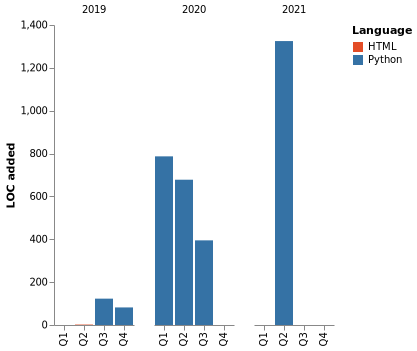 2019 2020 2021
Language
HTML
Python
LOC added
1,400
1,200
1,000
800
600
400
200
0
Q1 Q2 Q3 Q4 Q1 Q2 Q3 Q4 Q1 Q2 Q3 Q4